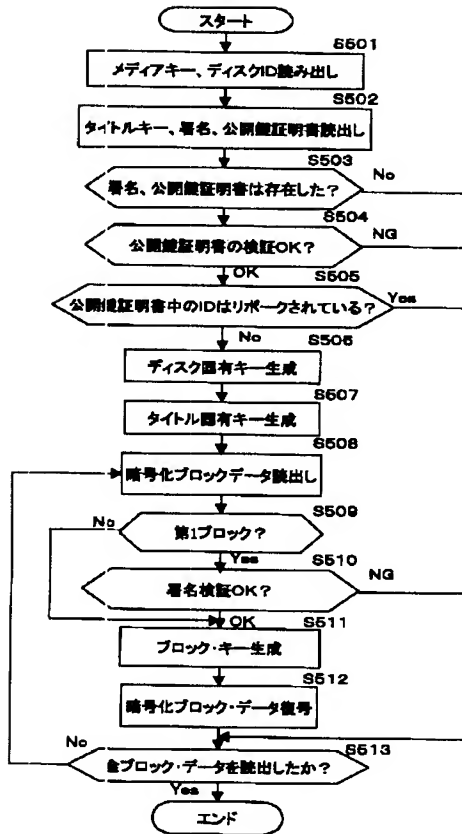 スタート
S501
メディアキー、ディスクID読み出し
S502
タイトルキー、署名、公開鍵証明書読出し
S503
署名、公開鍵証明書は存在した?
No
S504
公開鍵証明書の検証OK?
NG
OK
S505
公開鍵証明書中のIDはリボークされている?
Yes
No
S506
ディスク固有キー生成
S507
タイトル固有キー生成
S508
暗号化ブロックデータ読出し
S509
No
第1ブロック?
Yes
S510
署名検証OK?
NG
OK
S511
ブロック・キー生成
S512
暗号化ブロック・データ復号
No
S513
全ブロック・データを読出したか?
Yes
エンド